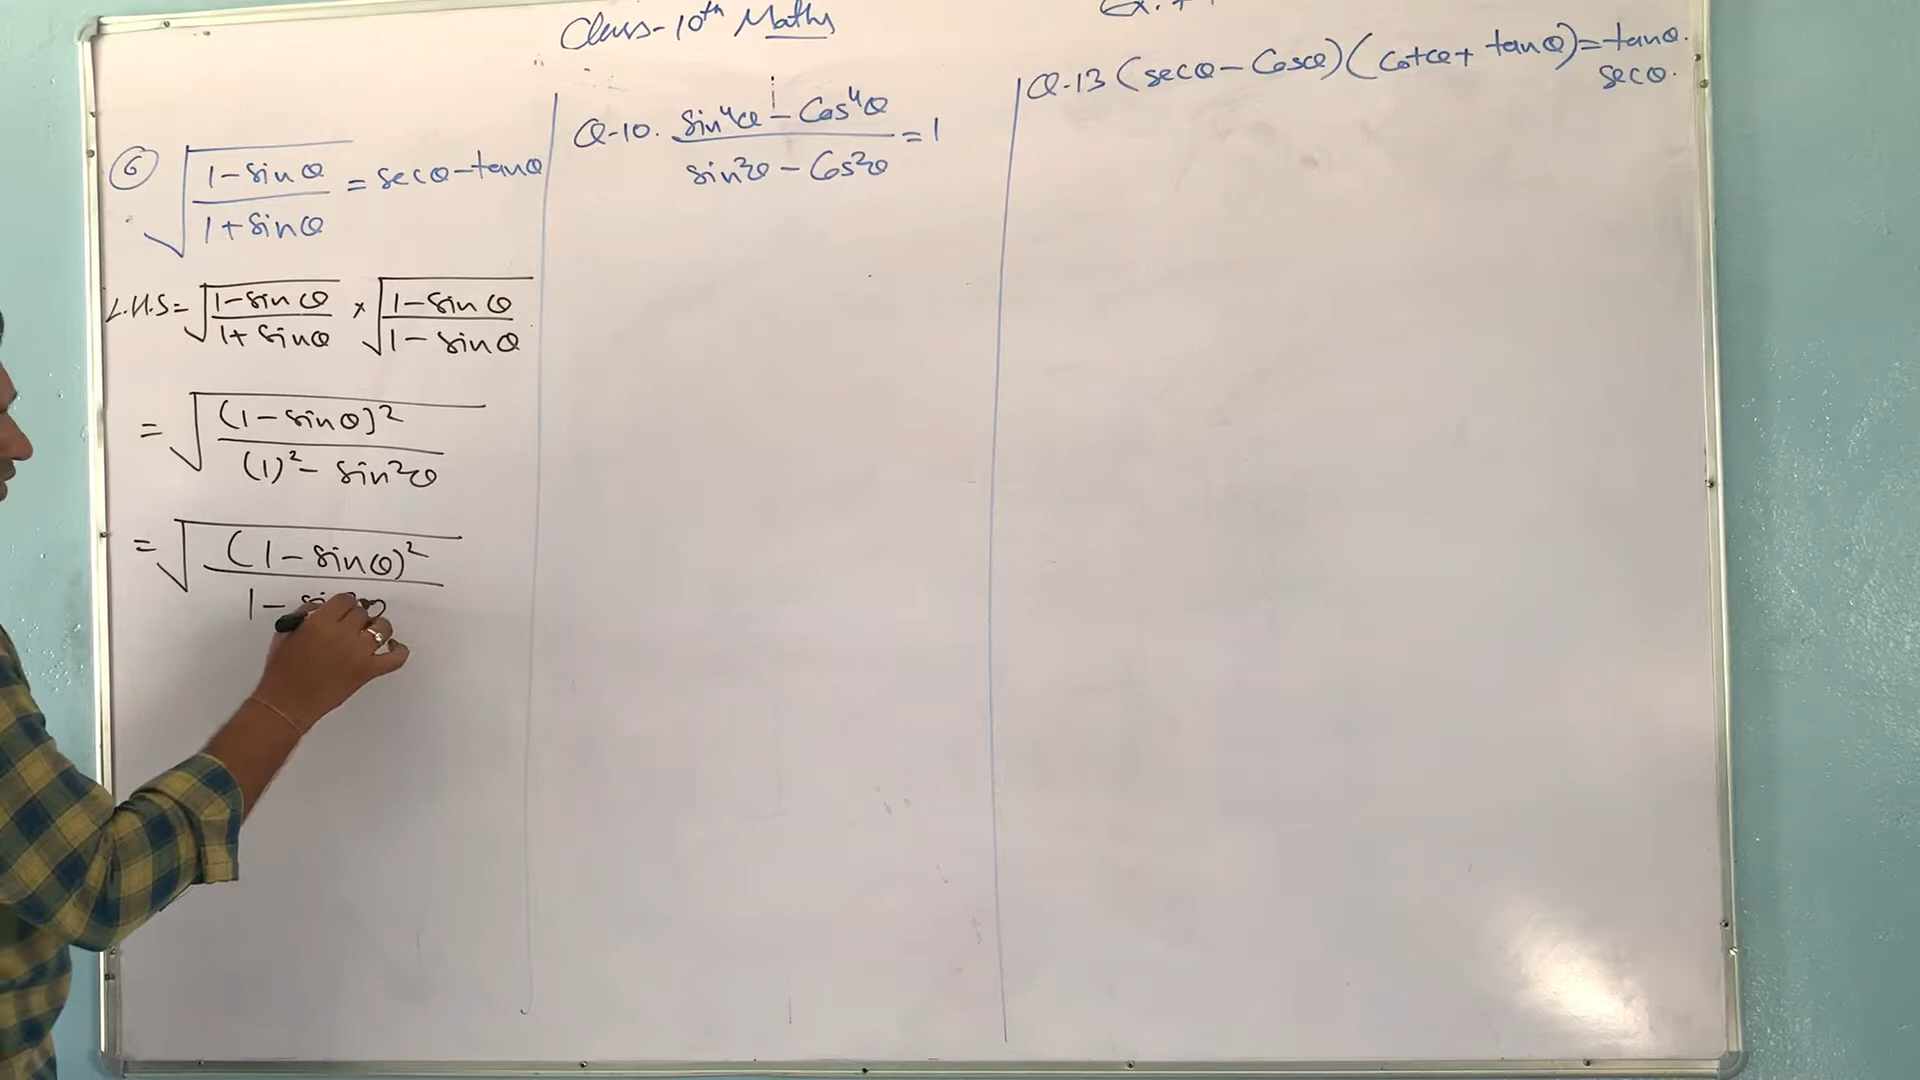 Class-10th Maths
⑥ √((1-sinθ)/(1+sinθ)) = secθ-tanθ
L.H.S = √((1-sinθ)/(1+sinθ)) × √((1-sinθ)/(1-sinθ))
= √((1-sinθ)²/((1)²-sin²θ))
= √((1-sinθ)²/(1-
Q-10. (sin⁴θ - Cos⁴θ)/(sin²θ - Cos²θ) = 1
Q-13 (secθ - Cosθ)(cotθ + tanθ) = tanθ.
secθ.